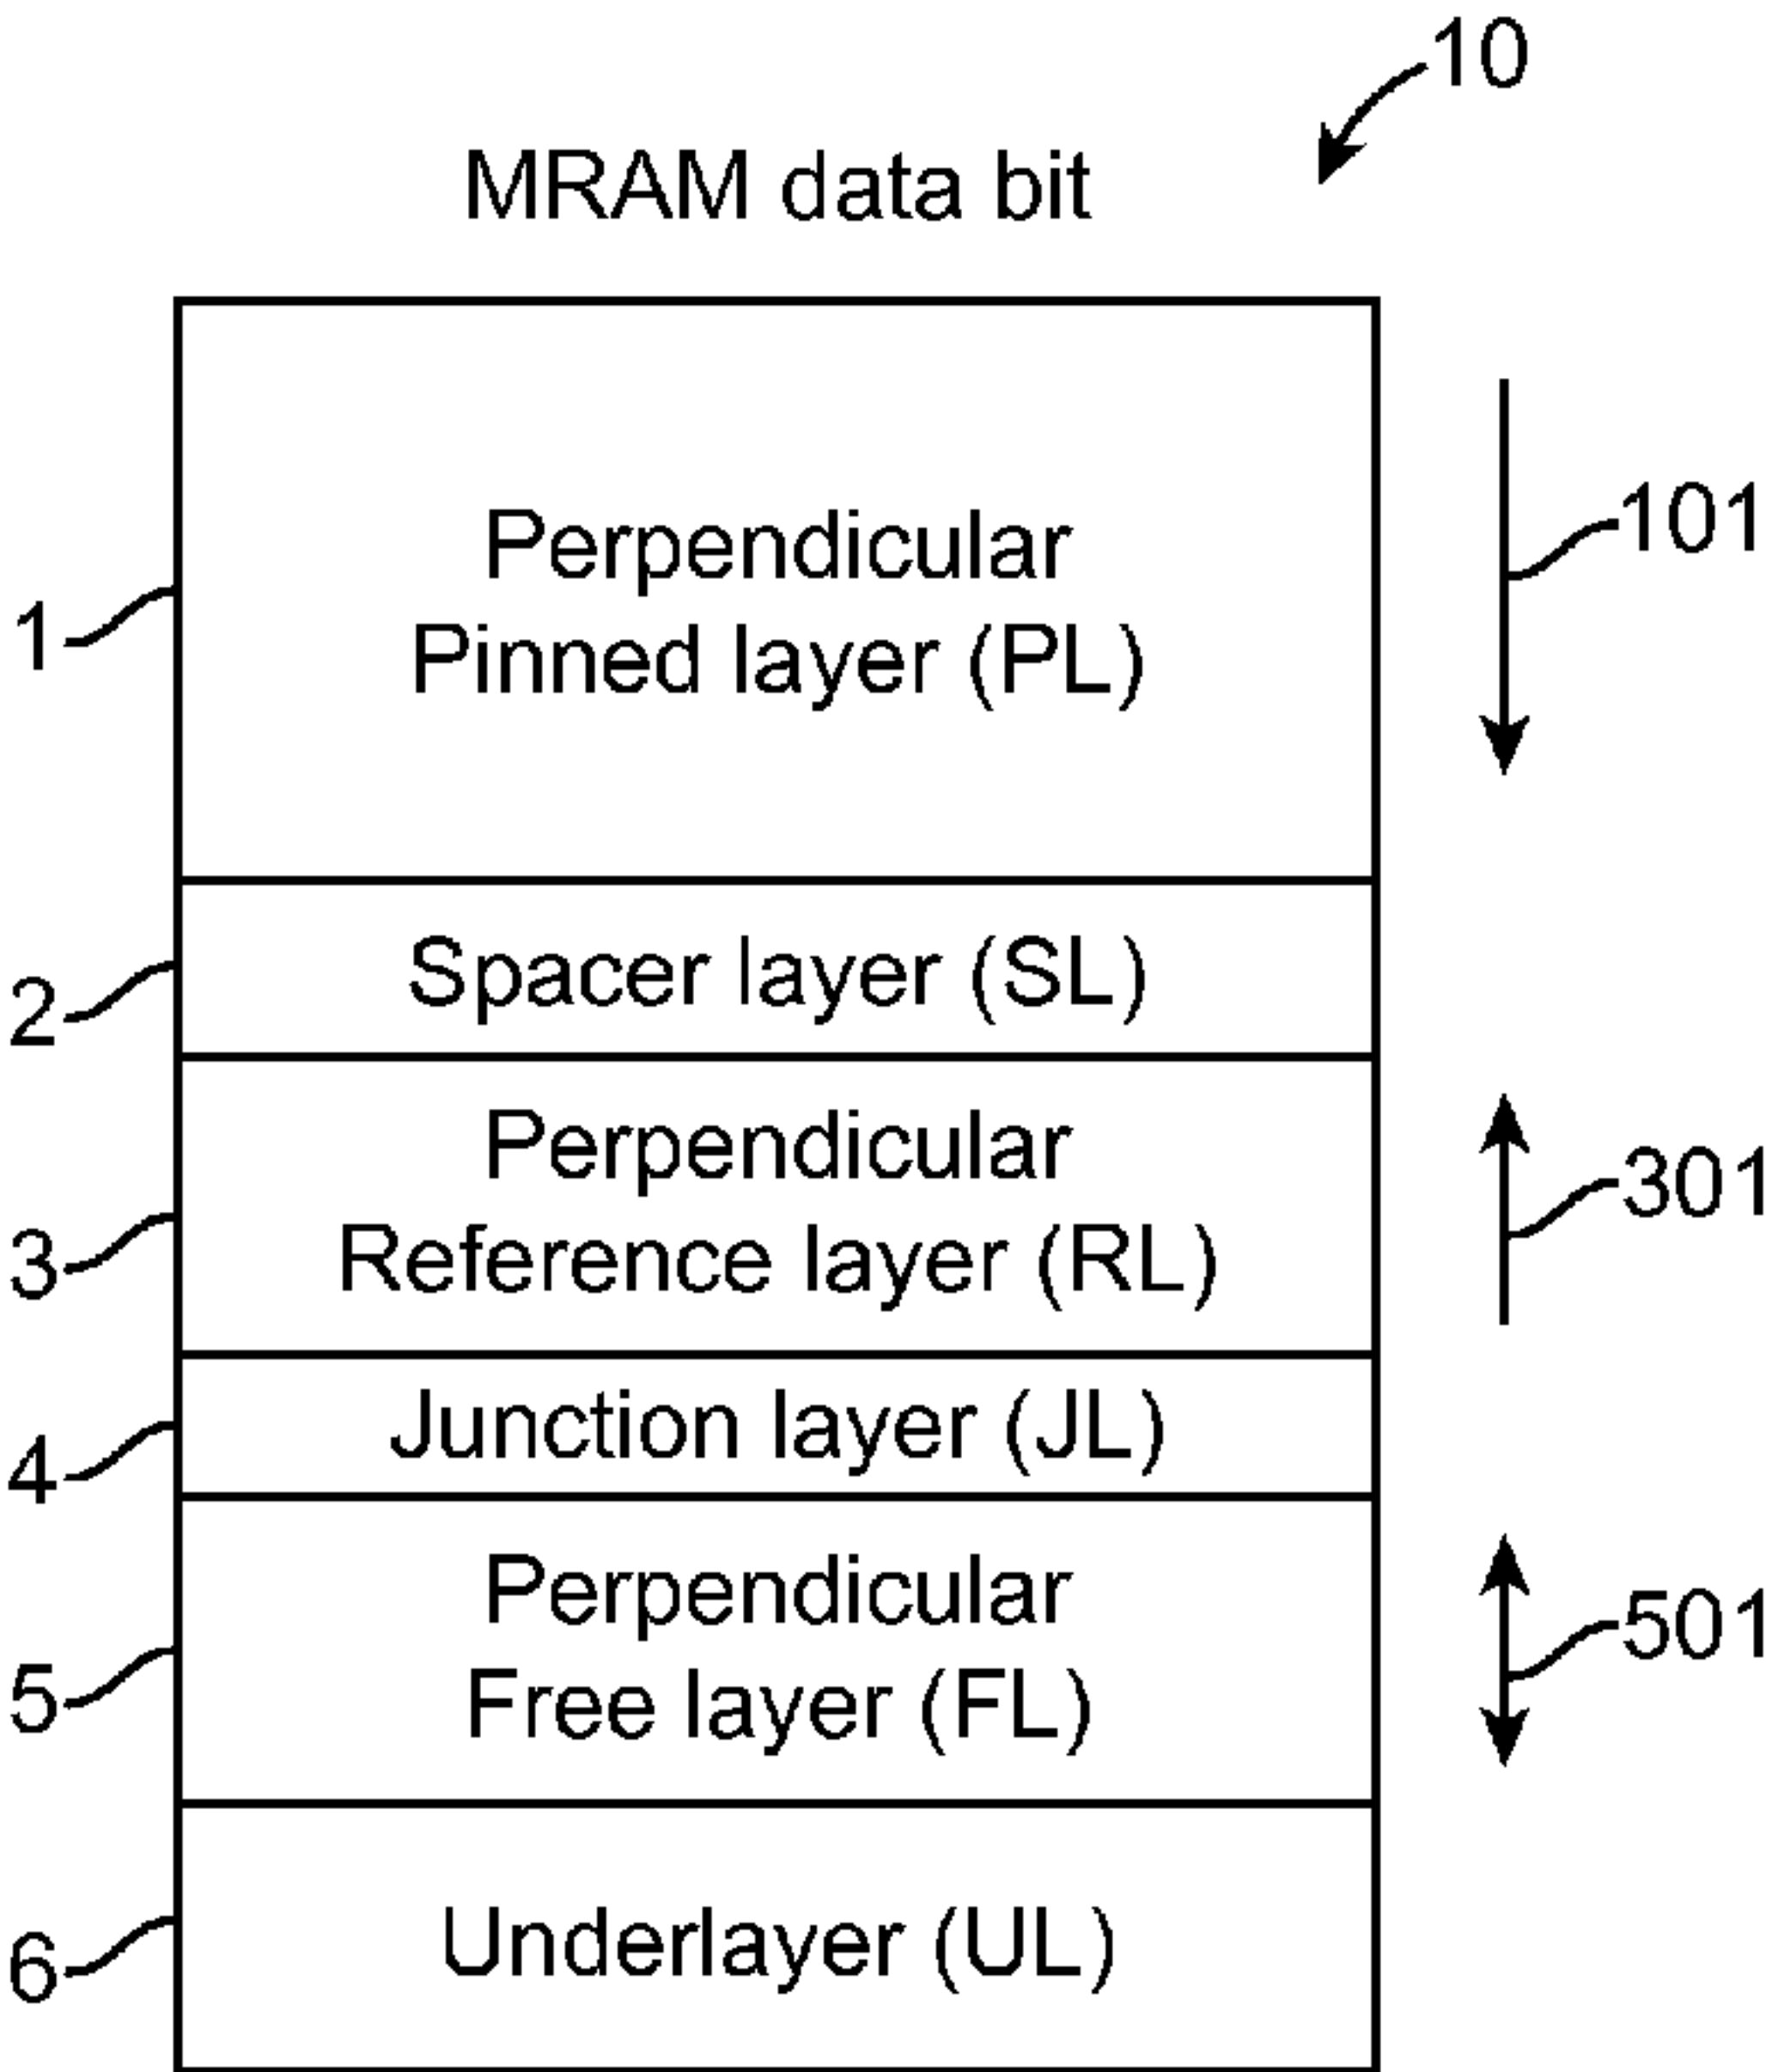 10
MRAM data bit
Perpendicular
Pinned layer (PL)
1
101
Spacer layer (SL)
2
Perpendicular
Reference layer (RL)
3
301
Junction layer (JL)
4
Perpendicular
Free layer (FL)
5
501
Underlayer (UL)
6